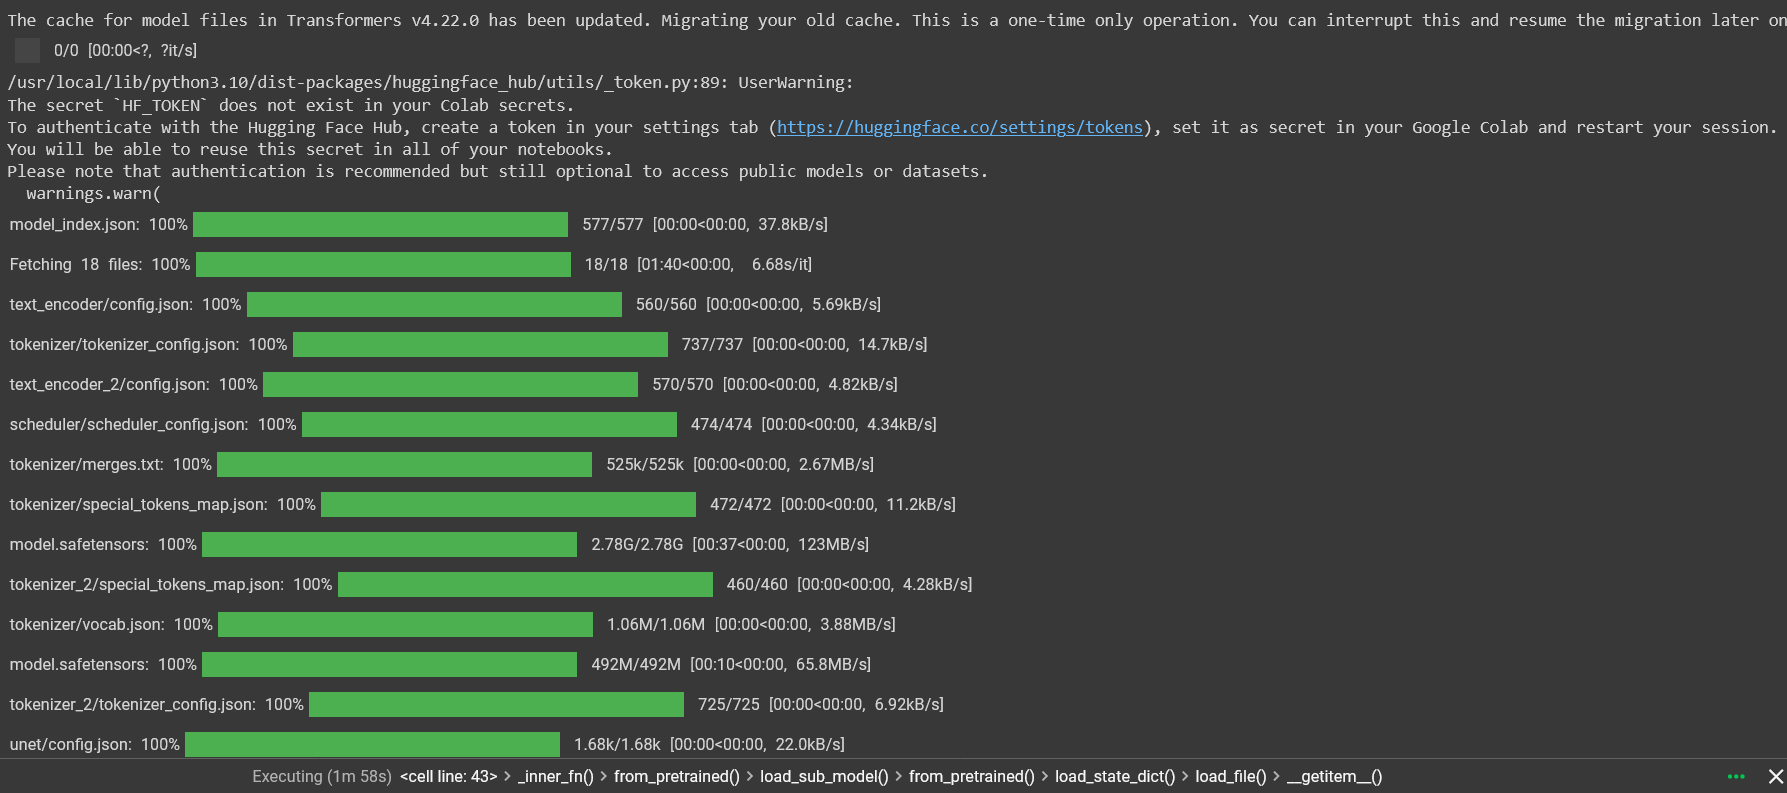 The cache for model files in Transformers v4.22.0 has been updated. Migrating your old cache. This is a one-time only operation. You can interrupt this and resume the migration later on
0/0 [00:00<?, ?it/s]
/usr/local/lib/python3.10/dist-packages/huggingface_hub/utils/_token.py:89: UserWarning:
The secret `HF_TOKEN` does not exist in your Colab secrets.
To authenticate with the Hugging Face Hub, create a token in your settings tab (https://huggingface.co/settings/tokens), set it as secret in your Google Colab and restart your session.
You will be able to reuse this secret in all of your notebooks.
Please note that authentication is recommended but still optional to access public models or datasets.
  warnings.warn(
model_index.json: 100% 577/577 [00:00<00:00, 37.8kB/s]
Fetching 18 files: 100% 18/18 [01:40<00:00, 6.68s/it]
text_encoder/config.json: 100% 560/560 [00:00<00:00, 5.69kB/s]
tokenizer/tokenizer_config.json: 100% 737/737 [00:00<00:00, 14.7kB/s]
text_encoder_2/config.json: 100% 570/570 [00:00<00:00, 4.82kB/s]
scheduler/scheduler_config.json: 100% 474/474 [00:00<00:00, 4.34kB/s]
tokenizer/merges.txt: 100% 525k/525k [00:00<00:00, 2.67MB/s]
tokenizer/special_tokens_map.json: 100% 472/472 [00:00<00:00, 11.2kB/s]
model.safetensors: 100% 2.78G/2.78G [00:37<00:00, 123MB/s]
tokenizer_2/special_tokens_map.json: 100% 460/460 [00:00<00:00, 4.28kB/s]
tokenizer/vocab.json: 100% 1.06M/1.06M [00:00<00:00, 3.88MB/s]
model.safetensors: 100% 492M/492M [00:10<00:00, 65.8MB/s]
tokenizer_2/tokenizer_config.json: 100% 725/725 [00:00<00:00, 6.92kB/s]
unet/config.json: 100% 1.68k/1.68k [00:00<00:00, 22.0kB/s]
Executing (1m 58s) <cell line: 43> > _inner_fn() > from_pretrained() > load_sub_model() > from_pretrained() > load_state_dict() > load_file() > __getitem__()